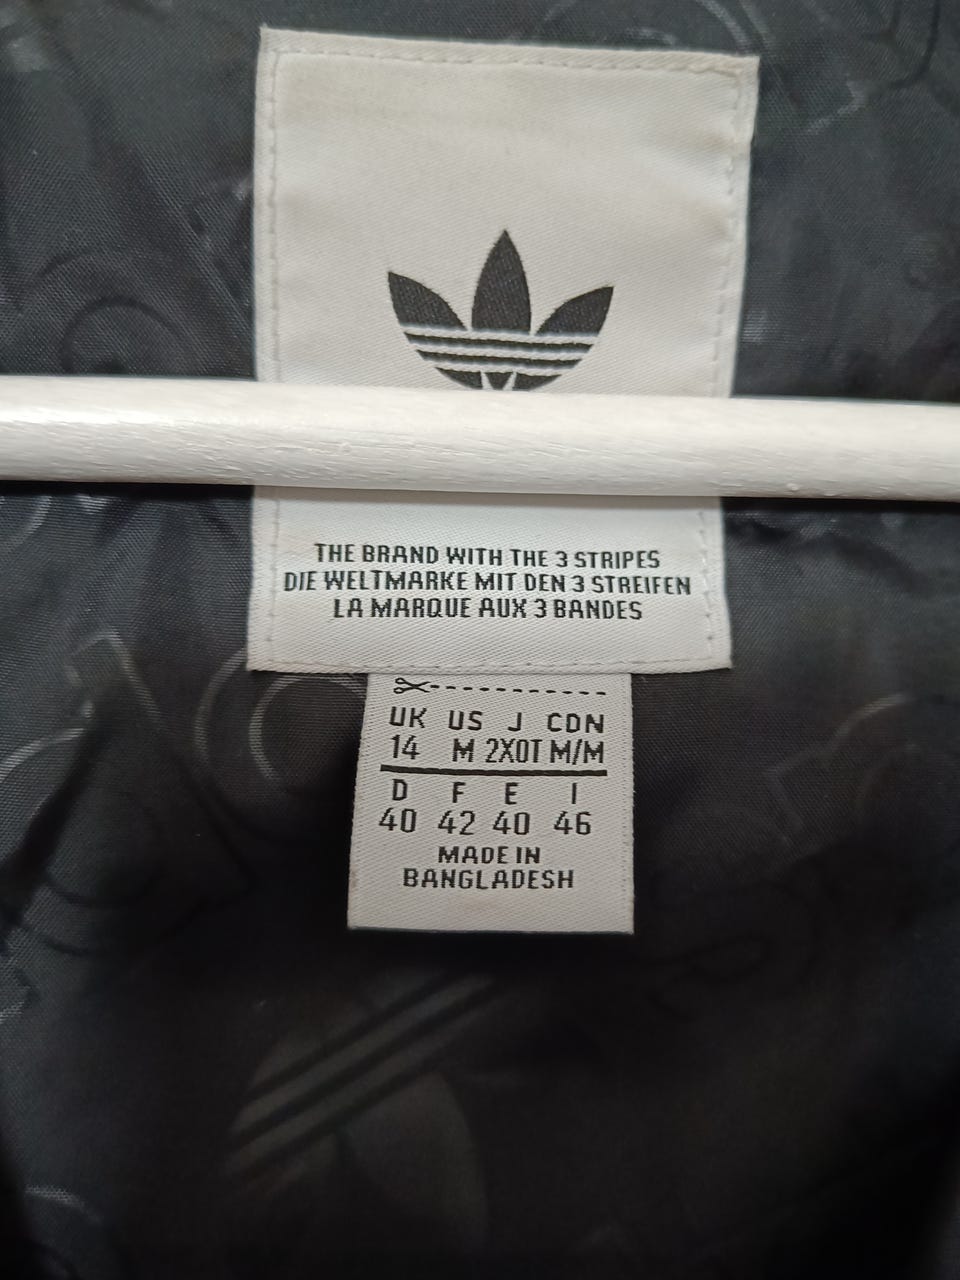 THE BRAND WITH THE 3 STRIPES
DIE WELTMARKE MIT DEN 3 STREIFEN
LA MARQUE AUX 3 BANDES
UK US J CDN
14 M 2XOT M/M
D F E I
40 42 40 46
MADE IN
BANGLADESH